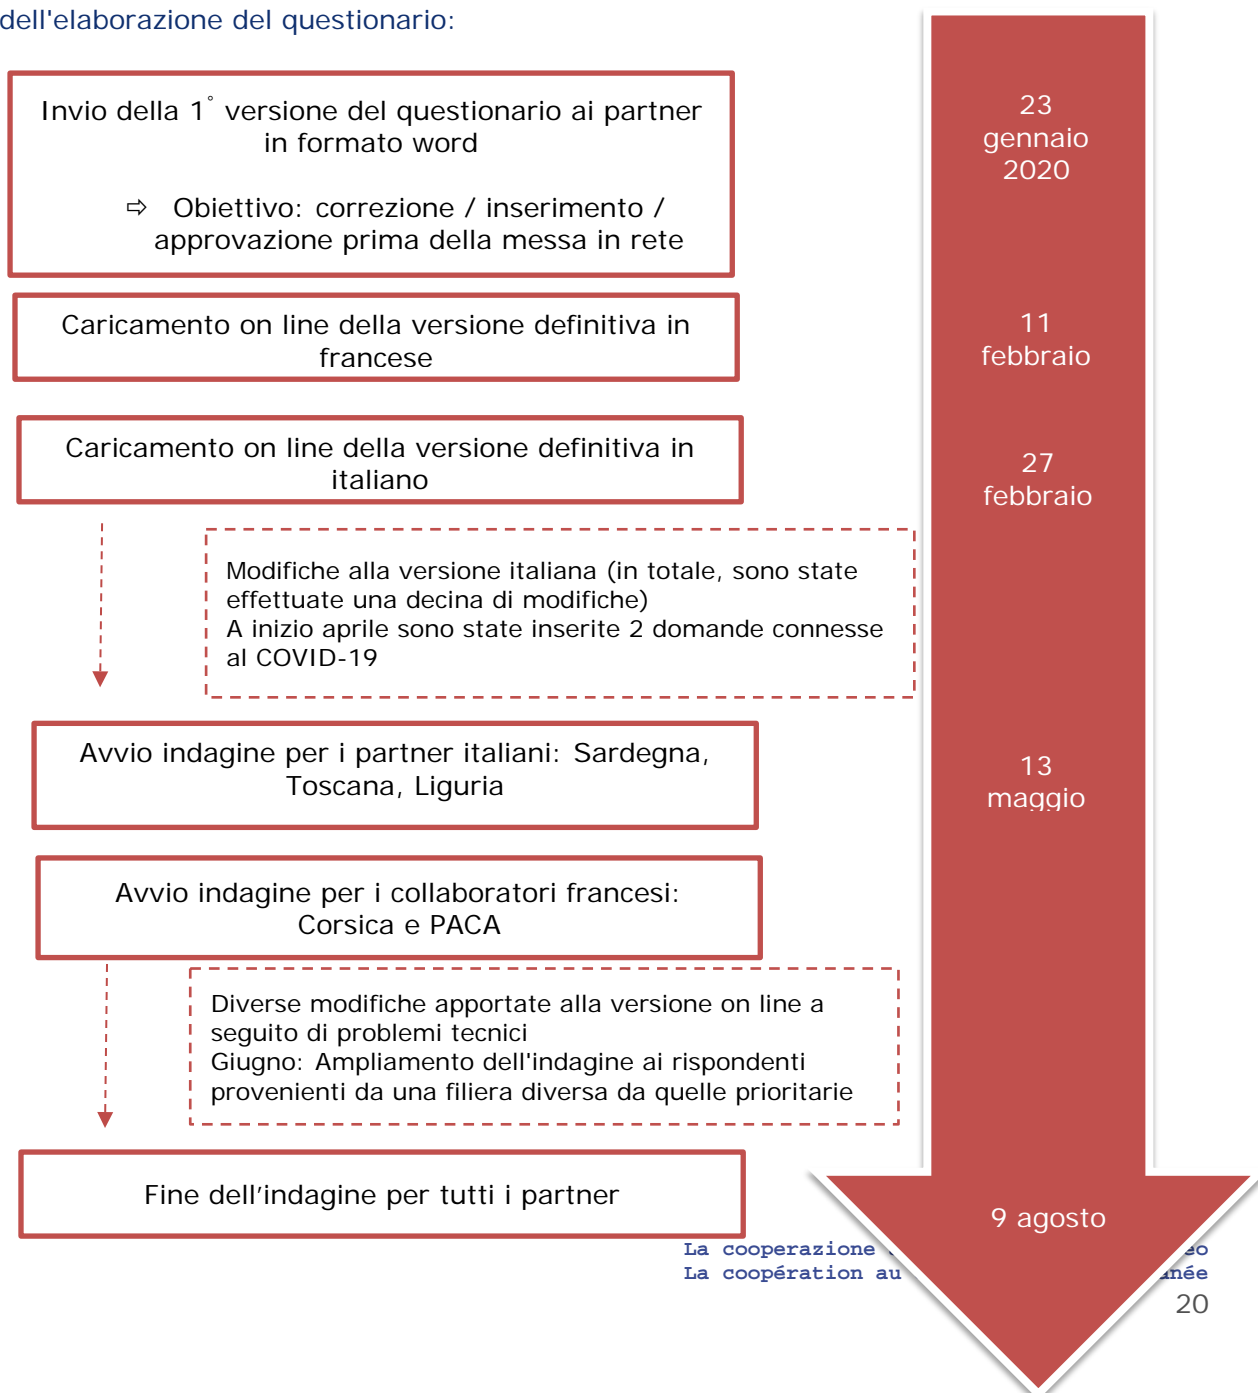 dell'elaborazione del questionario:
Invio della 1° versione del questionario ai partner
in formato word
⇨ Obiettivo: correzione / inserimento /
approvazione prima della messa in rete
23
gennaio
2020
Caricamento on line della versione definitiva in
francese
11
febbraio
Caricamento on line della versione definitiva in
italiano
27
febbraio
Modifiche alla versione italiana (in totale, sono state
effettuate una decina di modifiche)
A inizio aprile sono state inserite 2 domande connesse
al COVID-19
Avvio indagine per i partner italiani: Sardegna,
Toscana, Liguria
13
maggio
Avvio indagine per i collaboratori francesi:
Corsica e PACA
Diverse modifiche apportate alla versione on line a
seguito di problemi tecnici
Giugno: Ampliamento dell'indagine ai rispondenti
provenienti da una filiera diversa da quelle prioritarie
Fine dell’indagine per tutti i partner
9 agosto
La cooperazione
La coopération au
20